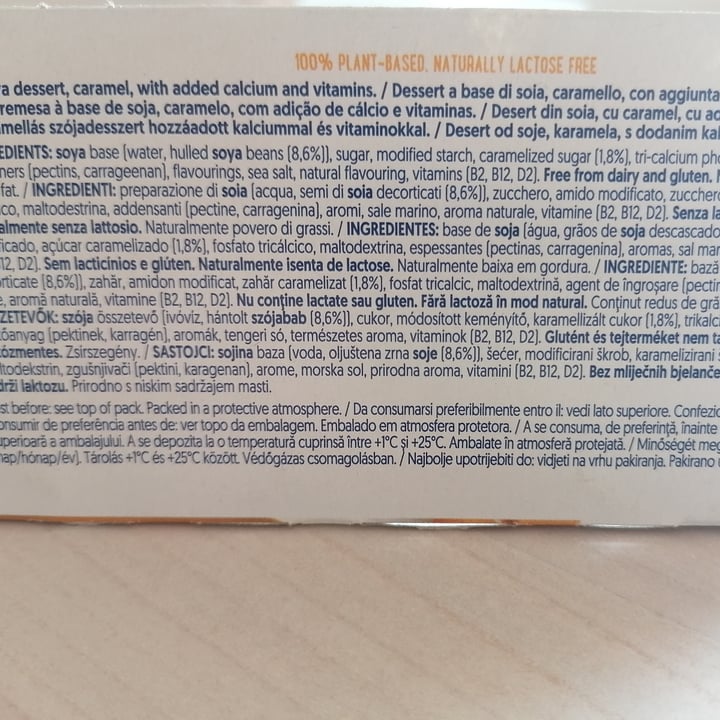 100% PLANT-BASED. NATURALLY LACTOSE FREE
a dessert, caramel, with added calcium and vitamins. / Dessert a base di soia, caramello, con aggiunta
remesa à base de soja, caramelo, com adição de cálcio e vitaminas. / Desert din soia, cu caramel, cu ad
mellás szójadesszert hozzáadott kalciummal és vitaminokkal. / Desert od soje, karamela, s dodanim kal
EDIENTS: soya base (water, hulled soya beans (8,6%)), sugar, modified starch, caramelized sugar (1,8%), tri-calcium pho
ners (pectins, carrageenan), flavourings, sea salt, natural flavouring, vitamins (B2, B12, D2). Free from dairy and gluten. N
fat. / INGREDIENTI: preparazione di soia (acqua, semi di soia decorticati (8,6%)), zucchero, amido modificato, zuccher
co, maltodestrina, addensanti (pectine, carragenina), aromi, sale marino, aroma naturale, vitamine (B2, B12, D2). Senza la
almente senza lattosio. Naturalmente povero di grassi. / INGREDIENTES: base de soja (água, grãos de soja descascado
ficado, açúcar caramelizado (1,8%), fosfato tricálcico, maltodextrina, espessantes (pectinas, carragenina), aromas, sal mar
12, D2). Sem lacticínios e glúten. Naturalmente isenta de lactose. Naturalmente baixa em gordura. / INGREDIENTE: bază
orticate (8,6%)), zahăr, amidon modificat, zahăr caramelizat (1,8%), fosfat tricalcic, maltodextrină, agent de îngroșare (pectin
e, aromă naturală, vitamine (B2, B12, D2). Nu conține lactate sau gluten. Fără lactoză în mod natural. Conținut redus de gră
ZETEVŐK: szója összetevő (ivóvíz, hántolt szójabab (8,6%)), cukor, módosított keményítő, karamellizált cukor (1,8%), trikalci
őanyag (pektinek, karragén), aromák, tengeri só, természetes aroma, vitaminok (B2, B12, D2). Glutént és tejterméket nem ta
ózmentes. Zsírszegény. / SASTOJCI: sojina baza (voda, oljuštena zrna soje (8,6%)), šećer, modificirani škrob, karamelizirani š
ltodekstrin, zgušnjivači (pektini, karagenan), arome, morska sol, prirodna aroma, vitamini (B2, B12, D2). Bez mliječnih bjelanče
drži laktozu. Prirodno s niskim sadržajem masti.
st before: see top of pack. Packed in a protective atmosphere. / Da consumarsi preferibilmente entro il: vedi lato superiore. Confezio
onsumir de preferência antes de: ver topo da embalagem. Embalado em atmosfera protetora. / A se consuma, de preferință, înainte
uperioară a ambalajului. A se depozita la o temperatură cuprinsă între +1°C și +25°C. Ambalate în atmosferă protejată. / Minőségét meg
nap/hónap/év). Tárolás +1°C és +25°C között. Védőgázas csomagolásban. / Najbolje upotrijebiti do: vidjeti na vrhu pakiranja. Pakirano u